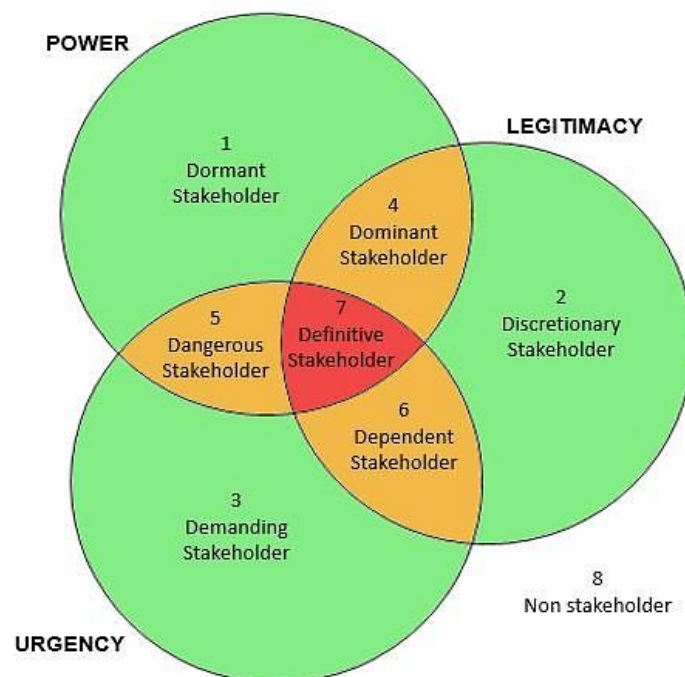 POWER
LEGITIMACY
1
Dormant
Stakeholder
4
Dominant
Stakeholder
2
Discretionary
Stakeholder
5
Dangerous
Stakeholder
7
Definitive
Stakeholder
6
Dependent
Stakeholder
3
Demanding
Stakeholder
8
Non stakeholder
URGENCY